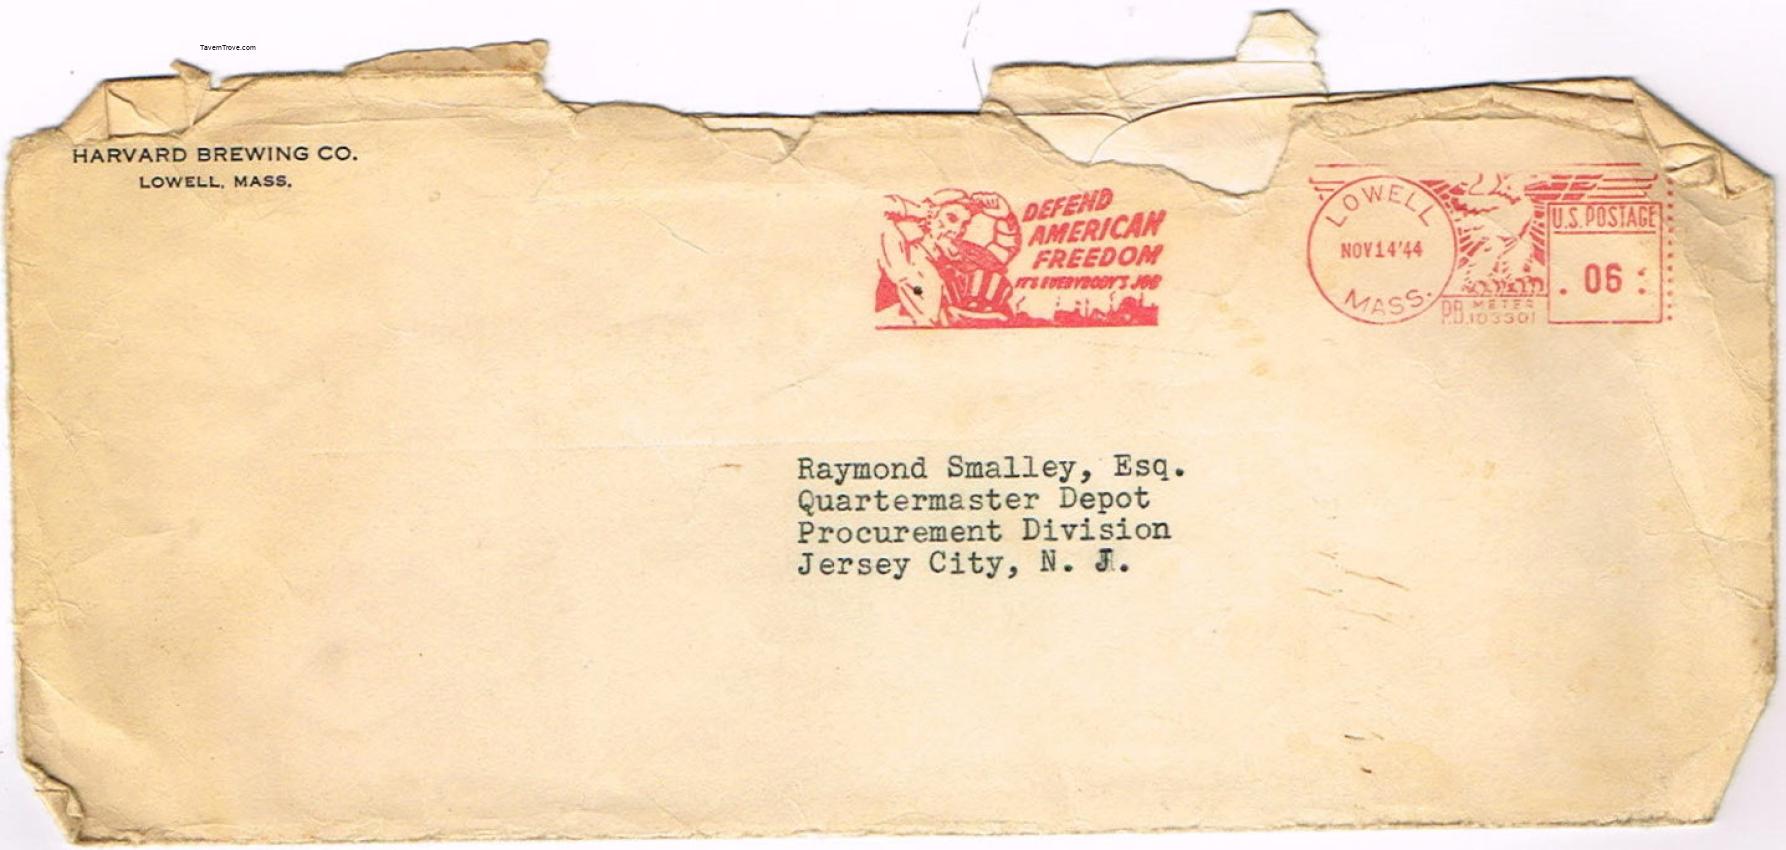 TavernTrove.com
HARVARD BREWING CO.
LOWELL, MASS.
DEFEND
AMERICAN
FREEDOM
IT'S EVERYBODY'S JOB
LOWELL
NOV 14 '44
MASS.
P.B. METER
103301
U.S. POSTAGE
. 06 :
Raymond Smalley, Esq.
Quartermaster Depot
Procurement Division
Jersey City, N. J.